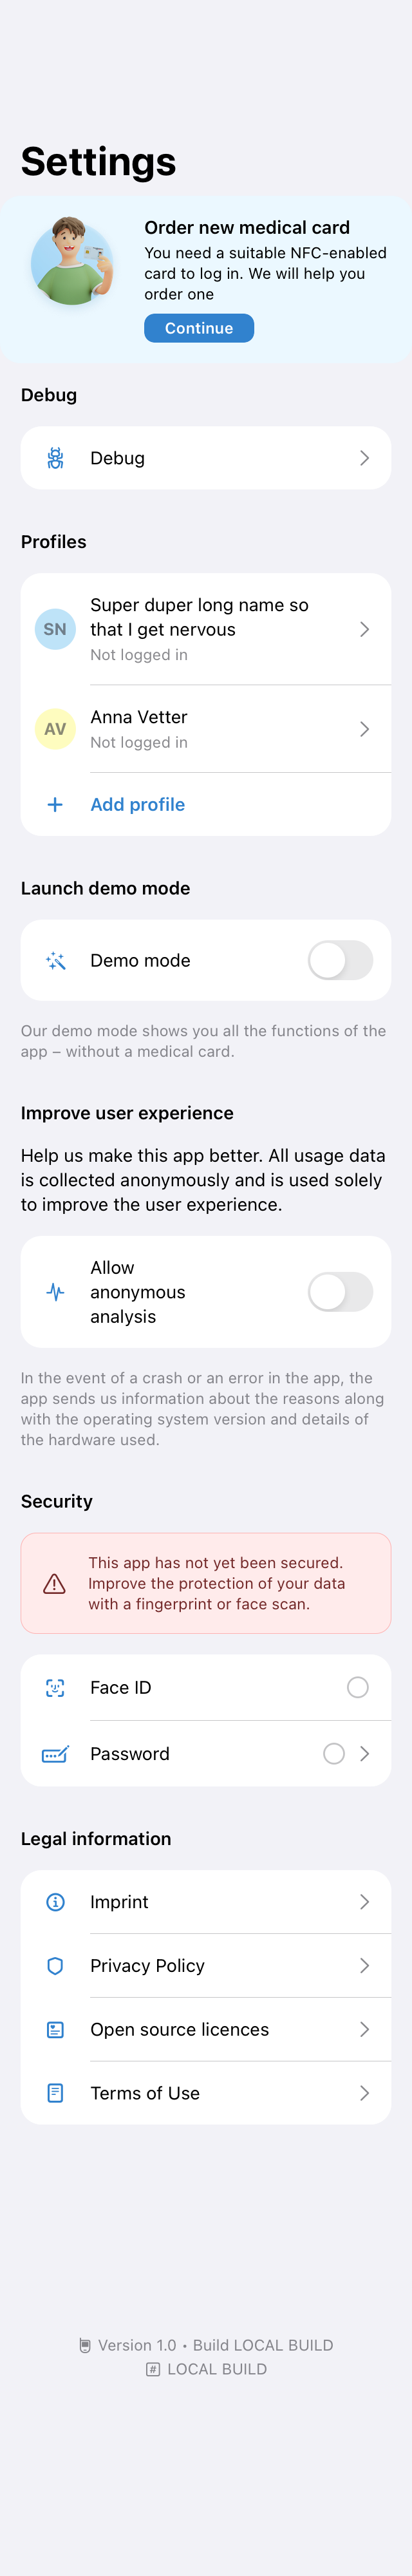 Settings
Order new medical card
You need a suitable NFC-enabled
card to log in. We will help you
order one
Continue
Debug
Debug
Profiles
SN
Super duper long name so
that I get nervous
Not logged in
AV
Anna Vetter
Not logged in
Add profile
Launch demo mode
Demo mode
Our demo mode shows you all the functions of the
app – without a medical card.
Improve user experience
Help us make this app better. All usage data
is collected anonymously and is used solely
to improve the user experience.
Allow
anonymous
analysis
In the event of a crash or an error in the app, the
app sends us information about the reasons along
with the operating system version and details of
the hardware used.
Security
This app has not yet been secured.
Improve the protection of your data
with a fingerprint or face scan.
Face ID
Password
Legal information
Imprint
Privacy Policy
Open source licences
Terms of Use
Version 1.0 • Build LOCAL BUILD
# LOCAL BUILD